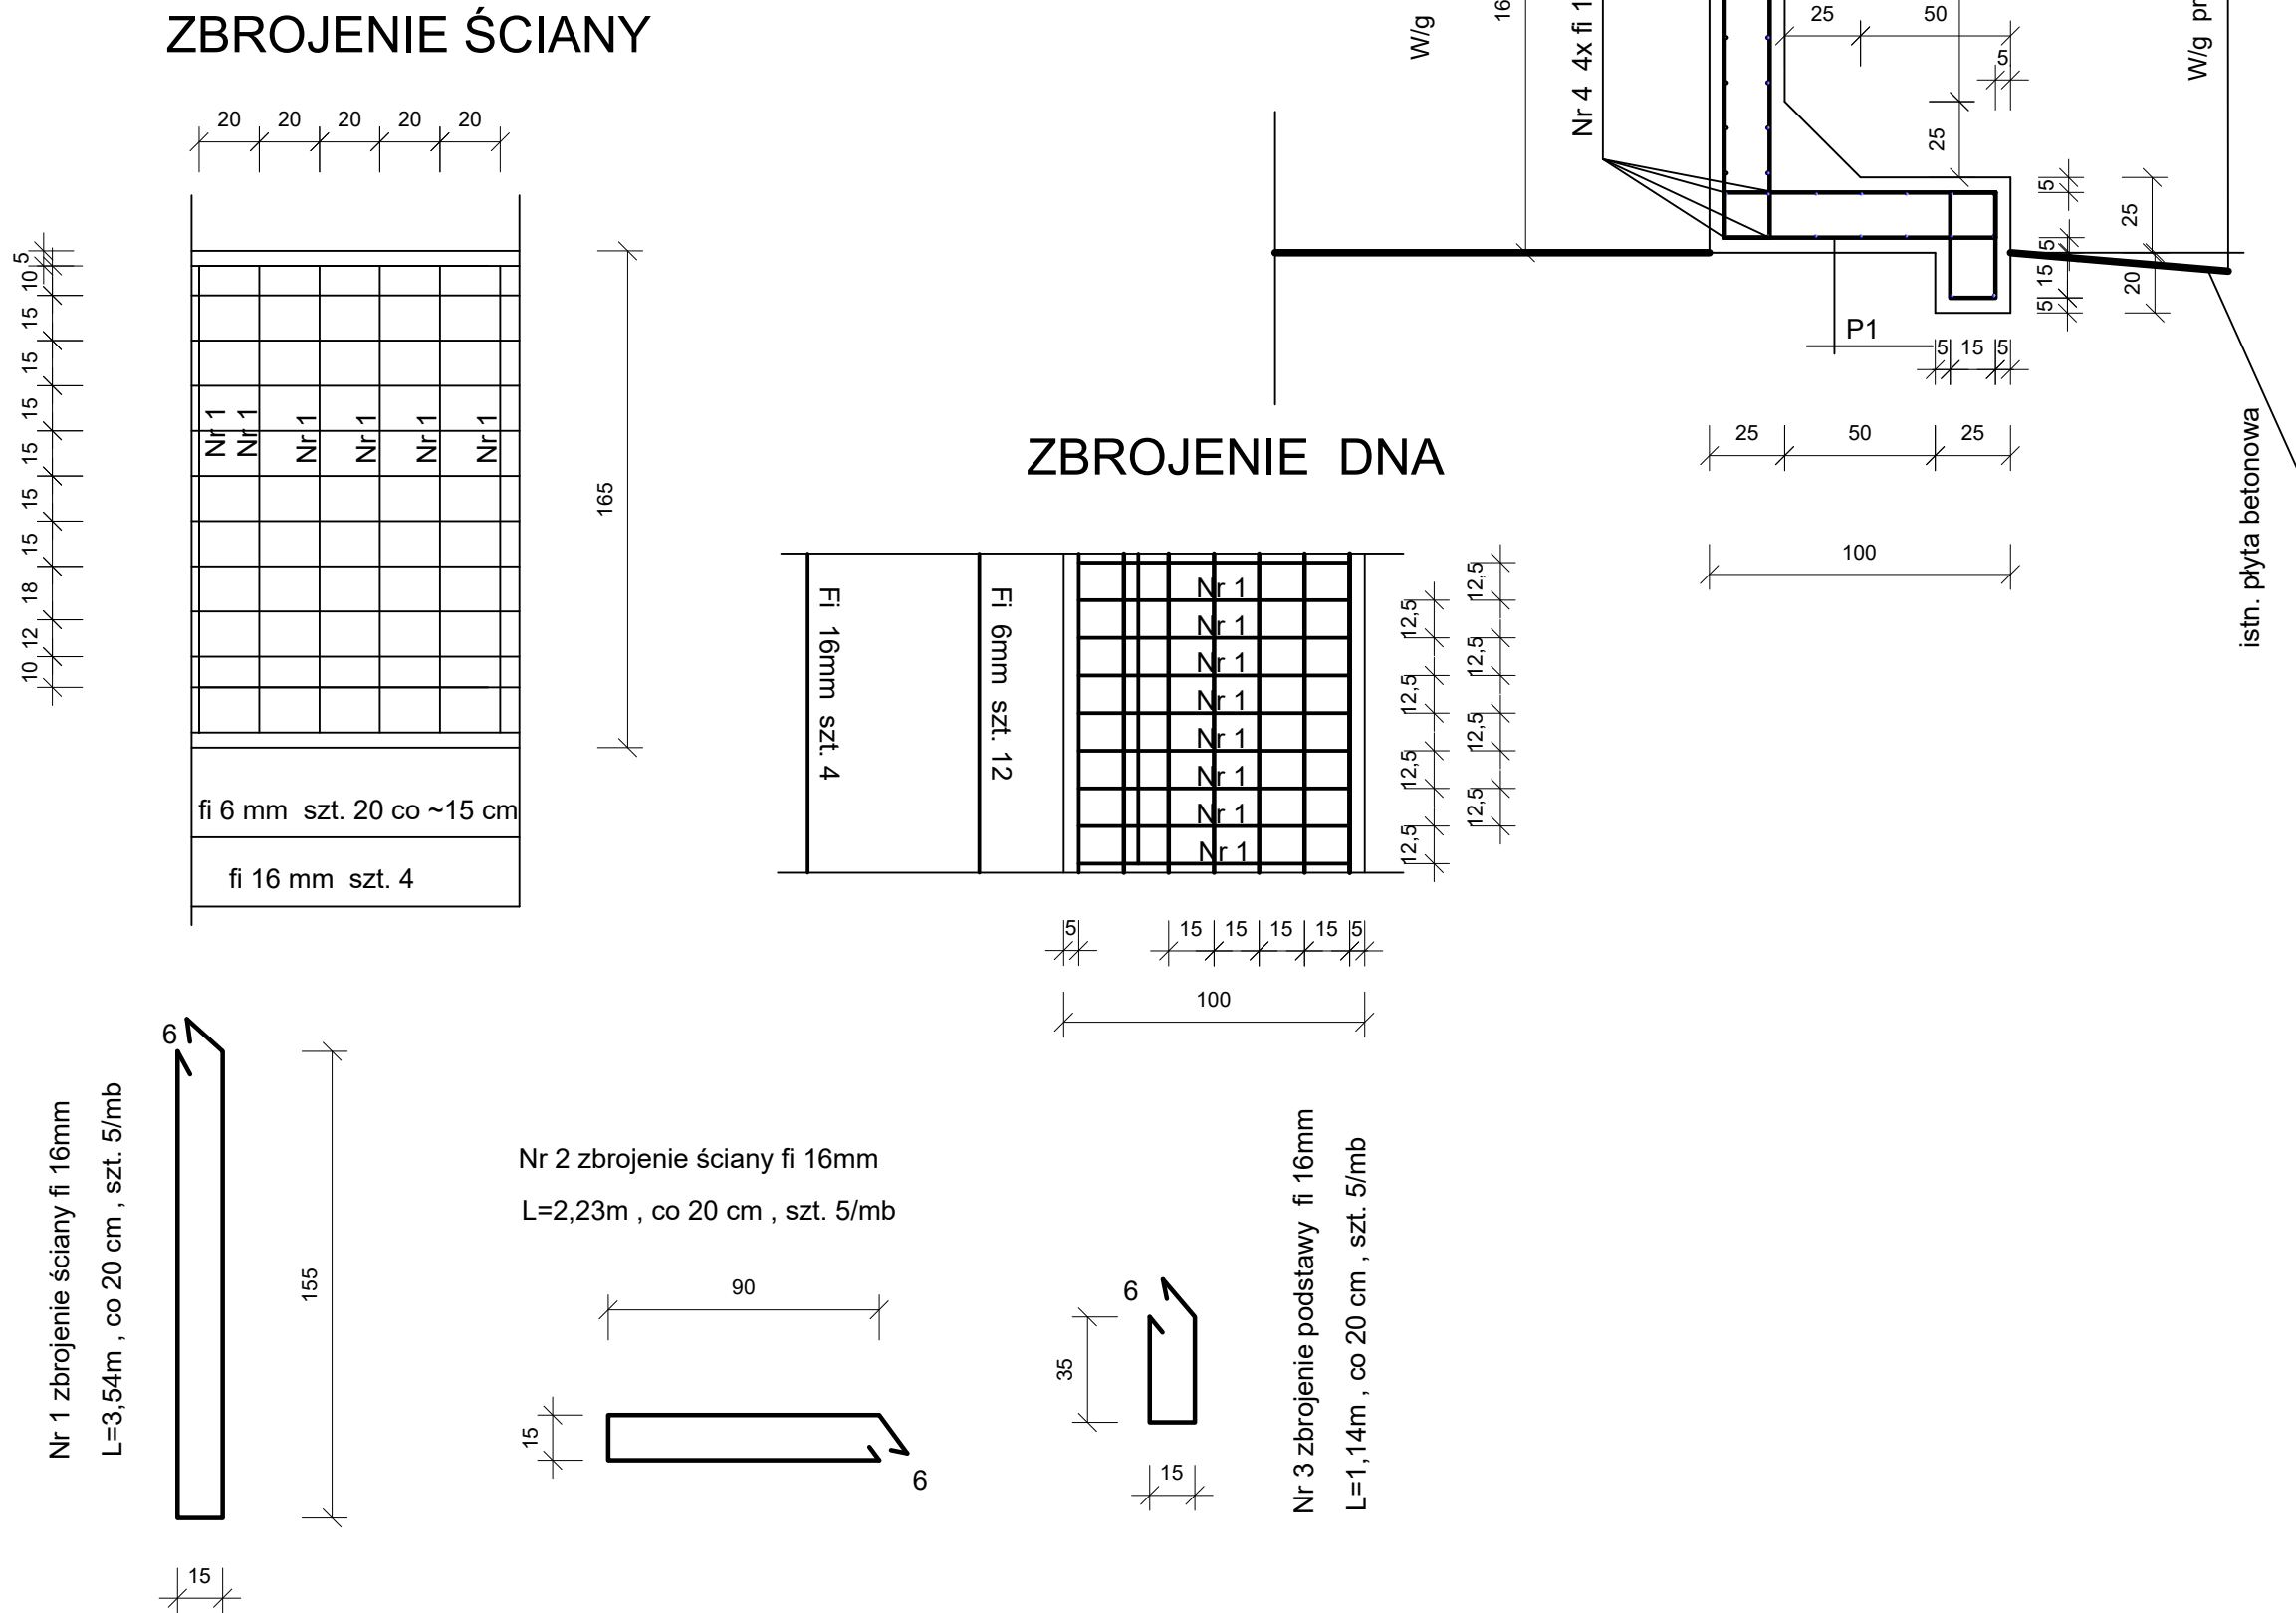 ZBROJENIE ŚCIANY
20 20 20 20 20
5
10
15
15
15
15
15
15
18
12
10
Nr 1 Nr 1 Nr 1 Nr 1 Nr 1 Nr 1
165
fi 6 mm szt. 20 co ~15 cm
fi 16 mm szt. 4
W/g
16
Nr 4 4x fi 1
25 50
5
25
W/g pr
5
5
15
5
25
20
P1
5 15 5
25 50 25
100
istn. płyta betonowa
ZBROJENIE DNA
Fi 16mm szt. 4
Fi 6mm szt. 12
Nr 1
Nr 1
Nr 1
Nr 1
Nr 1
Nr 1
Nr 1
Nr 1
12,5
12,5
12,5
12,5
12,5
12,5
12,5
12,5
5 15 15 15 15 5
100
6
155
15
Nr 1 zbrojenie ściany fi 16mm
L=3,54m , co 20 cm , szt. 5/mb
Nr 2 zbrojenie ściany fi 16mm
L=2,23m , co 20 cm , szt. 5/mb
90
15
6
6
35
15
Nr 3 zbrojenie podstawy fi 16mm
L=1,14m , co 20 cm , szt. 5/mb